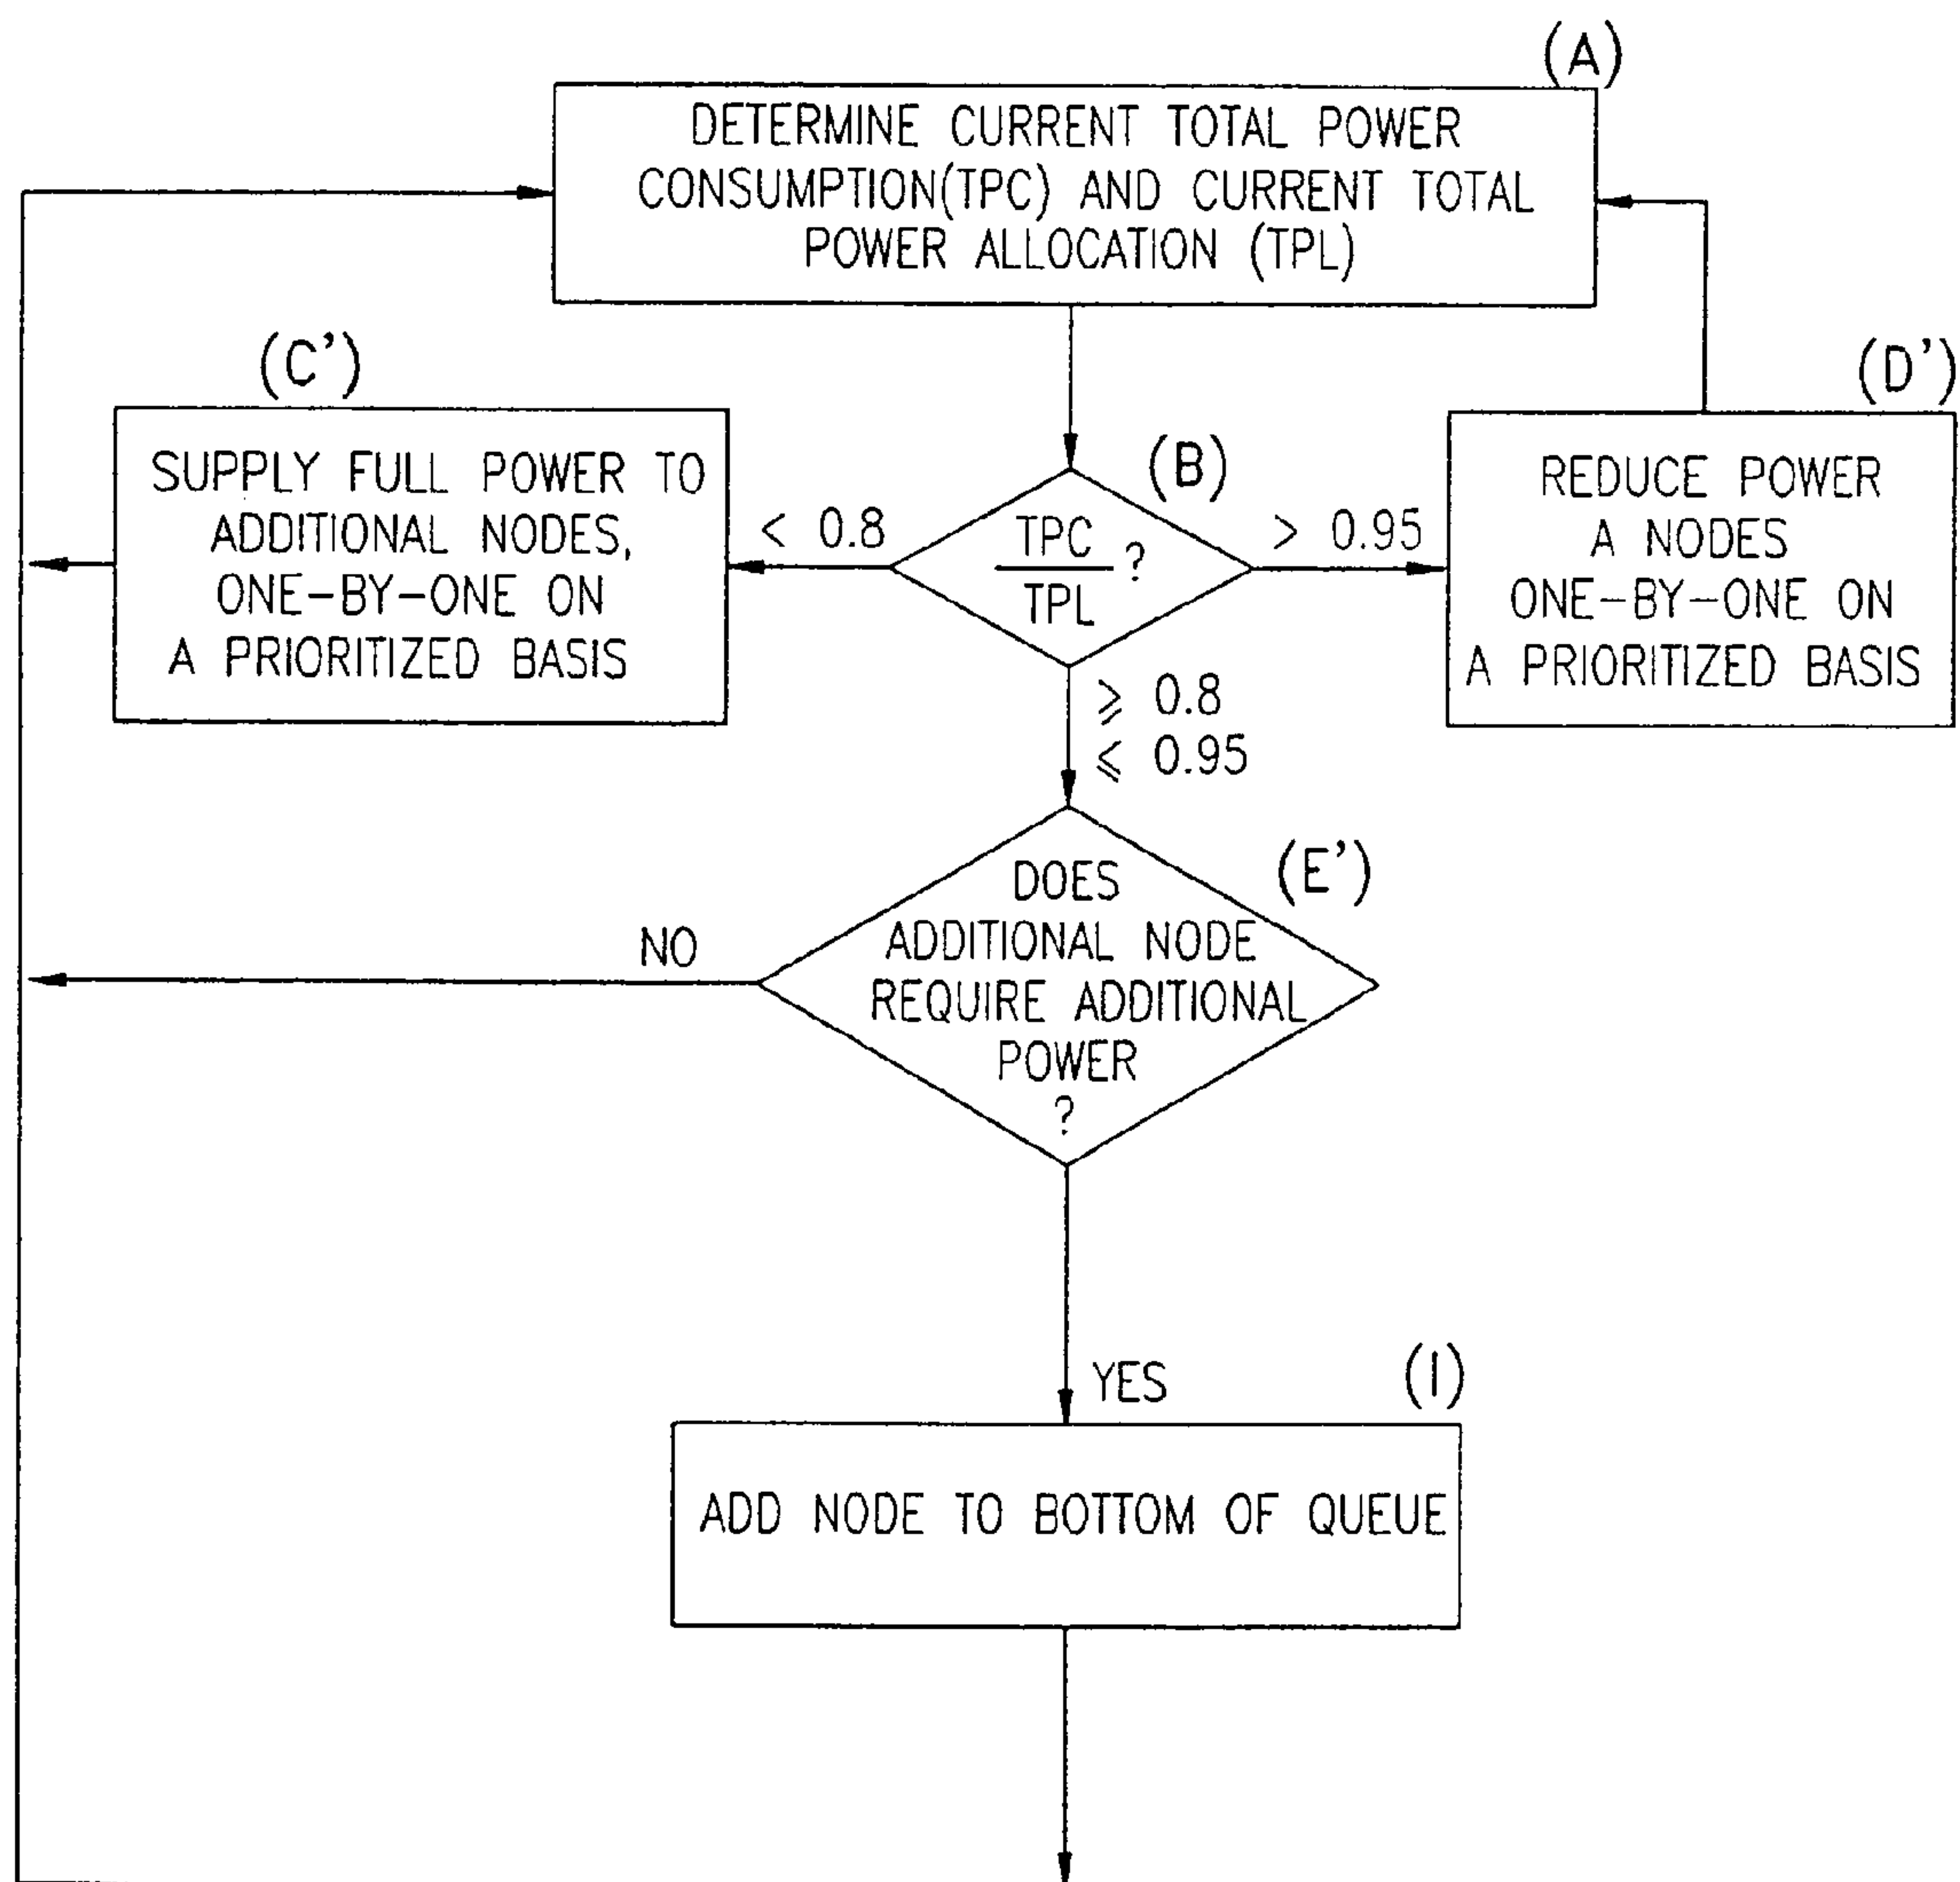 (A)
DETERMINE CURRENT TOTAL POWER
CONSUMPTION(TPC) AND CURRENT TOTAL
POWER ALLOCATION (TPL)
(C')
SUPPLY FULL POWER TO
ADDITIONAL NODES,
ONE-BY-ONE ON
A PRIORITIZED BASIS
< 0.8
(B)
TPC
TPL
?
> 0.95
(D')
REDUCE POWER
A NODES
ONE-BY-ONE ON
A PRIORITIZED BASIS
⩾ 0.8
⩽ 0.95
(E')
DOES
ADDITIONAL NODE
REQUIRE ADDITIONAL
POWER
?
NO
YES
(I)
ADD NODE TO BOTTOM OF QUEUE